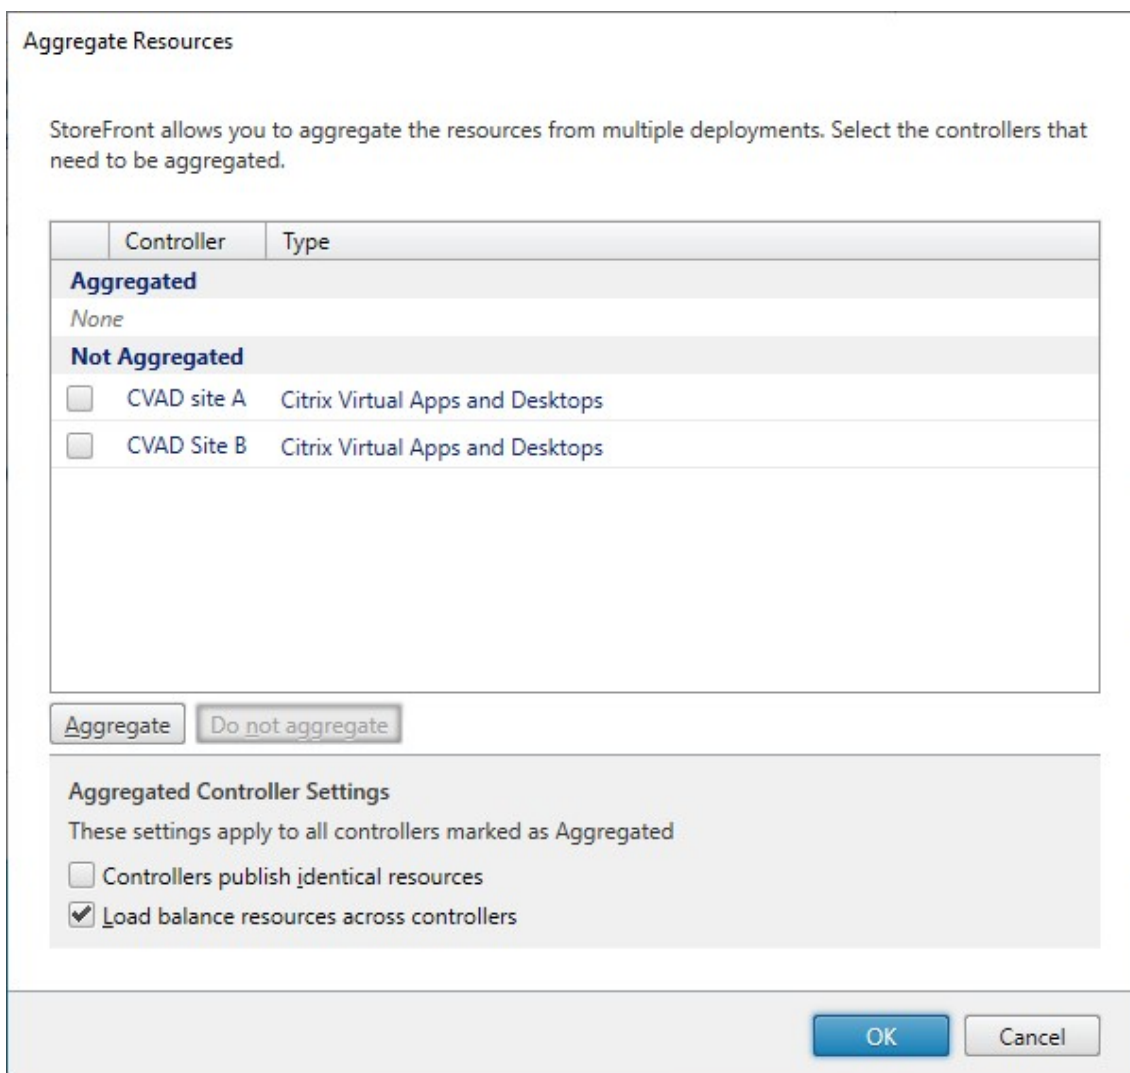 Aggregate Resources
StoreFront allows you to aggregate the resources from multiple deployments. Select the controllers that
need to be aggregated.
Controller Type
Aggregated
None
Not Aggregated
CVAD site A Citrix Virtual Apps and Desktops
CVAD Site B Citrix Virtual Apps and Desktops
Aggregate Do not aggregate
Aggregated Controller Settings
These settings apply to all controllers marked as Aggregated
Controllers publish identical resources
Load balance resources across controllers
OK Cancel